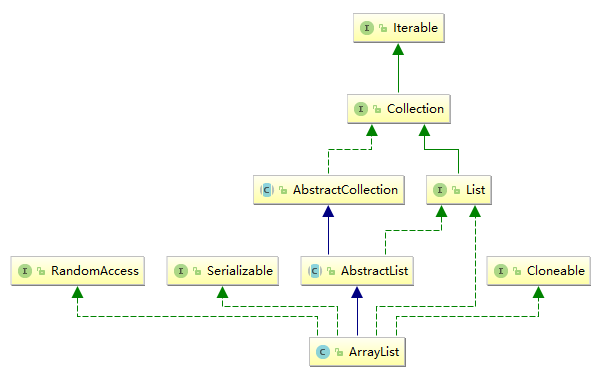 I Iterable
I Collection
C AbstractCollection
I List
I RandomAccess
I Serializable
C AbstractList
I Cloneable
C ArrayList